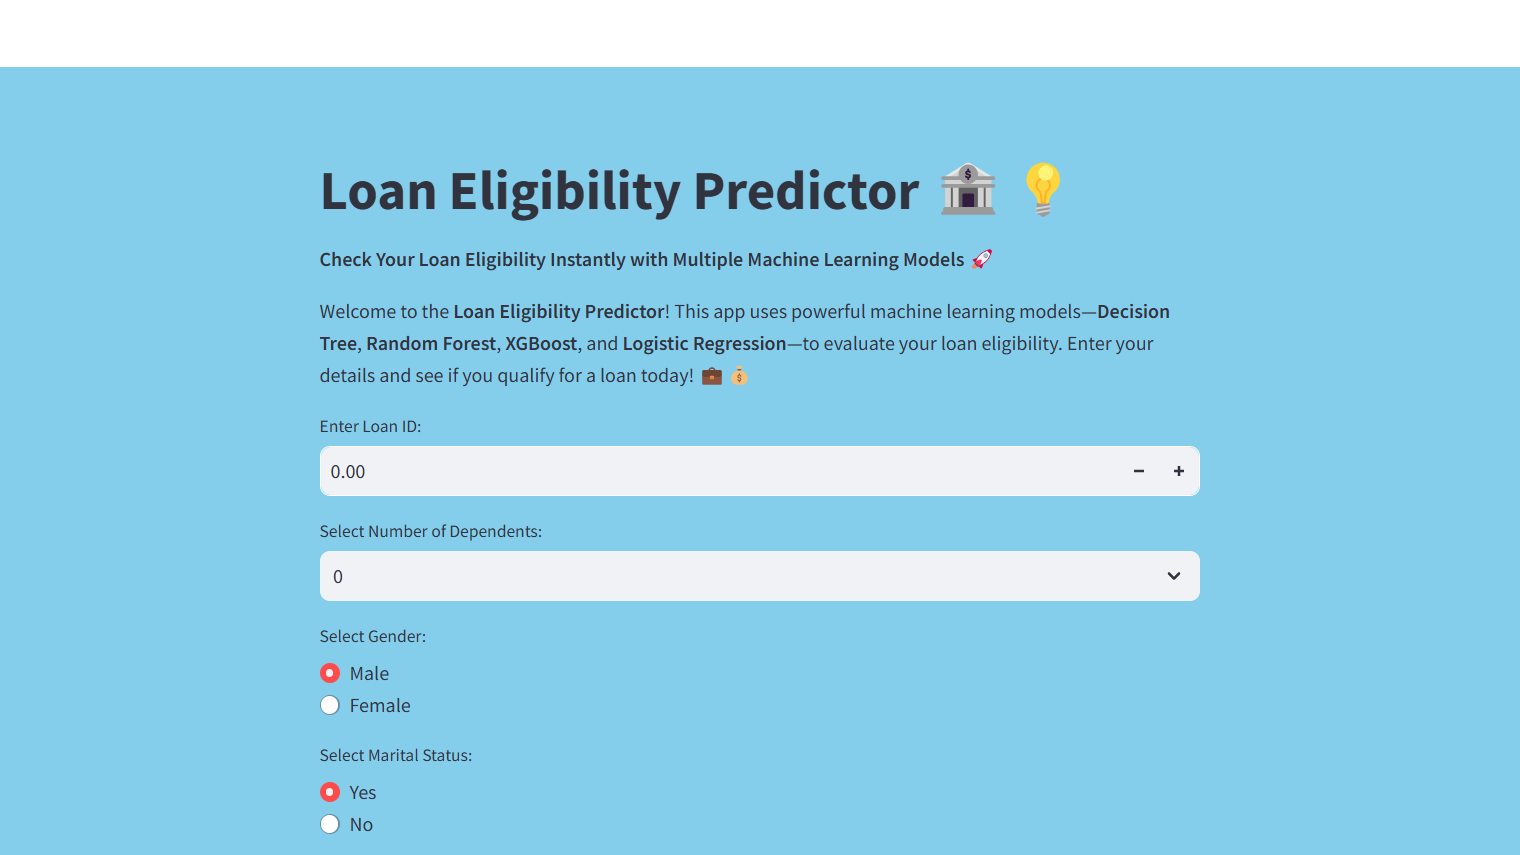 Loan Eligibility Predictor 🏦 💡
Check Your Loan Eligibility Instantly with Multiple Machine Learning Models 🚀
Welcome to the Loan Eligibility Predictor! This app uses powerful machine learning models—Decision
Tree, Random Forest, XGBoost, and Logistic Regression—to evaluate your loan eligibility. Enter your
details and see if you qualify for a loan today! 💼 💰
Enter Loan ID:
0.00
Select Number of Dependents:
0
Select Gender:
Male
Female
Select Marital Status:
Yes
No